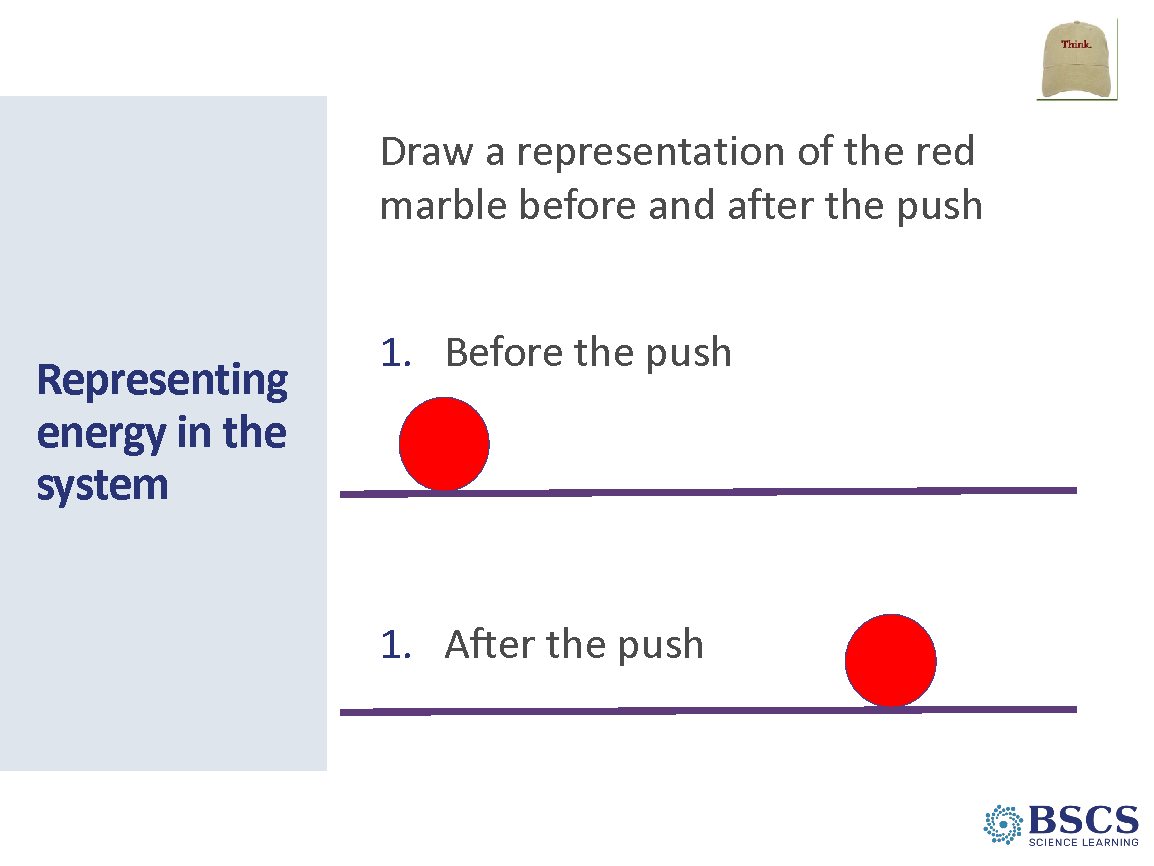 Think.
Draw a representation of the red
marble before and after the push
Representing
energy in the
system
1. Before the push
1. After the push
BSCS
SCIENCE LEARNING